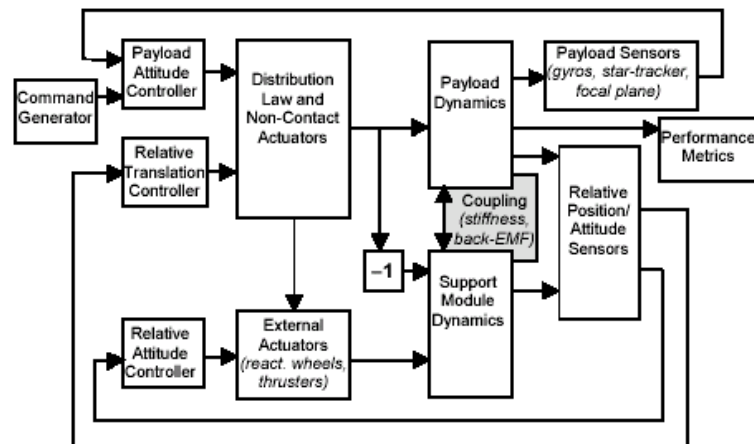 Payload
Attitude
Controller
Command
Generator
Relative
Translation
Controller
Distribution
Law and
Non-Contact
Actuators
Payload
Dynamics
Payload Sensors
(gyros, star-tracker,
focal plane)
Performance
Metrics
Coupling
(stiffness,
back-EMF)
Relative
Position/
Attitude
Sensors
–1
Support
Module
Dynamics
Relative
Attitude
Controller
External
Actuators
(react. wheels,
thrusters)